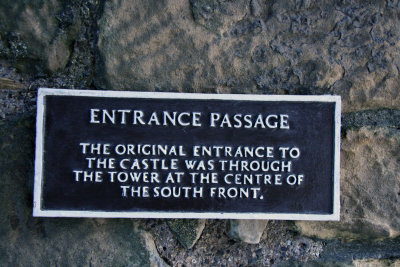 ENTRANCE PASSAGE
THE ORIGINAL ENTRANCE TO
THE CASTLE WAS THROUGH
THE TOWER AT THE CENTRE OF
THE SOUTH FRONT.